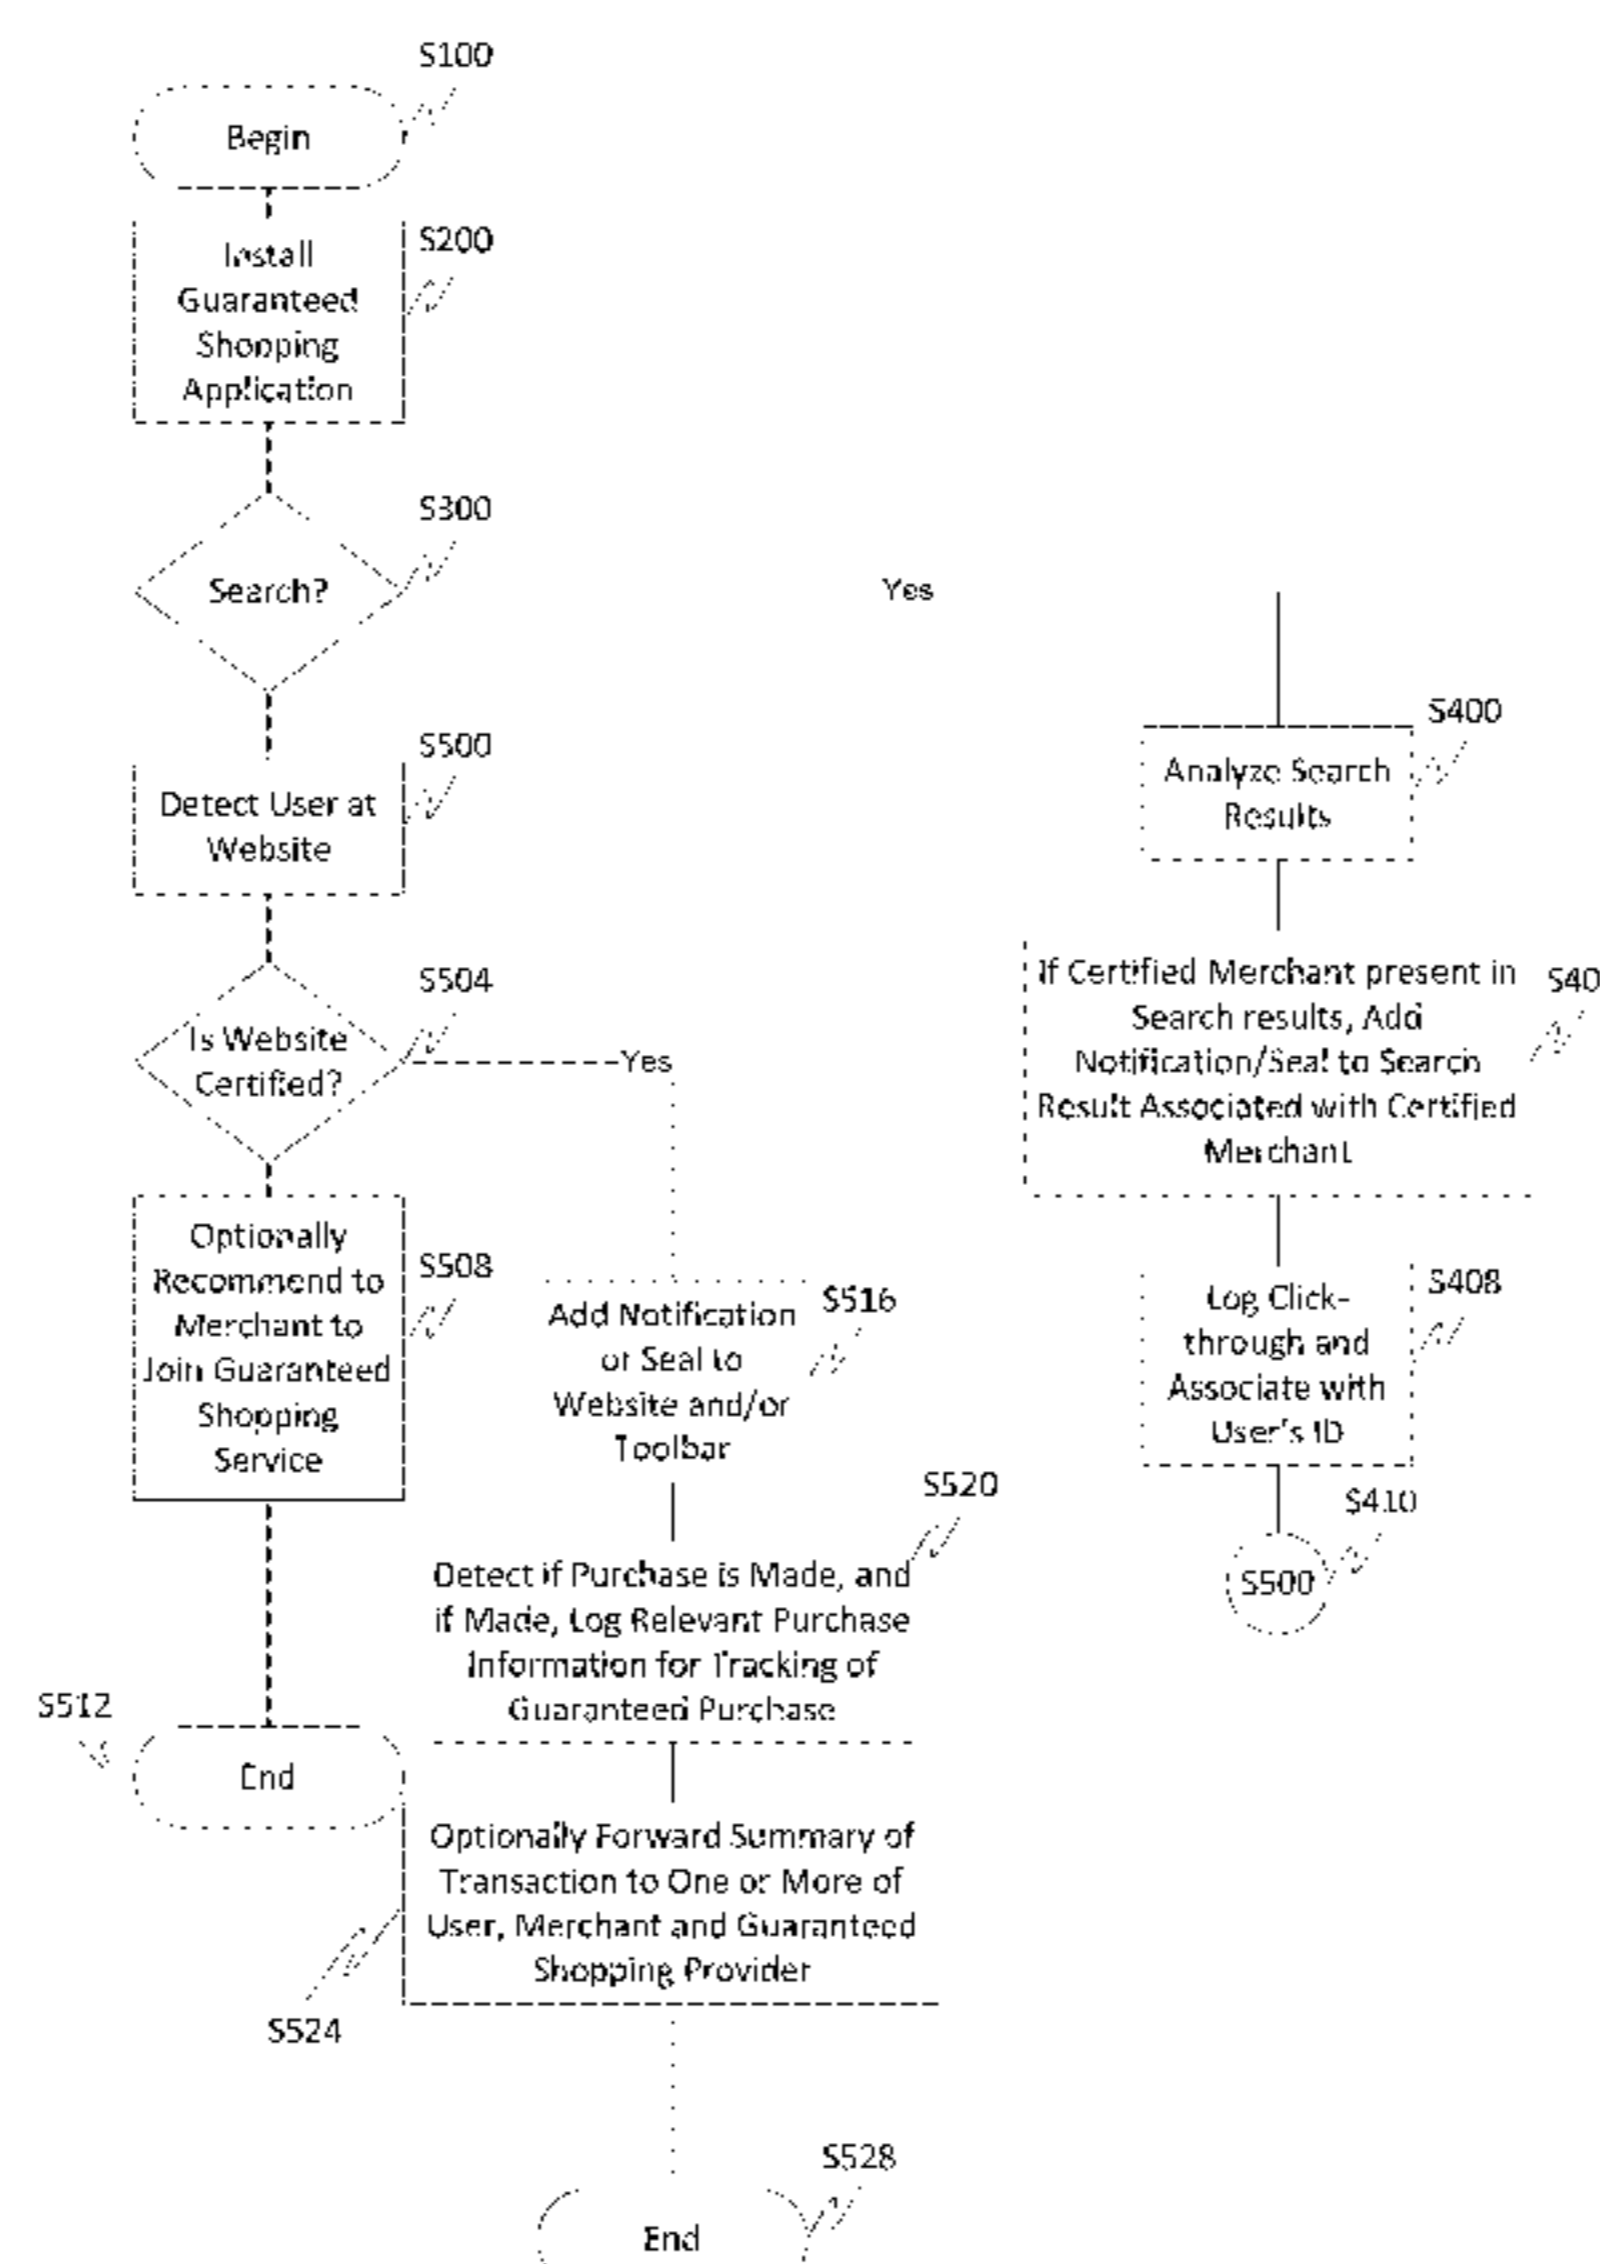 S100
Begin
S200
Install
Guaranteed
Shopping
Application
S300
Search?
Yes
S400
Analyze Search
Results
S500
Detect User at
Website
S40
If Certified Merchant present in
Search results, Add
Notification/Seal to Search
Result Associated with Certified
Merchant
S504
Is Website
Certified?
Yes
S408
Log Click-
through and
Associate with
User's ID
S410
S500
S508
Optionally
Recommend to
Merchant to
Join Guaranteed
Shopping
Service
S516
Add Notification
or Seal to
Website and/or
Toolbar
S520
Detect if Purchase is Made, and
if Made, Log Relevant Purchase
Information for Tracking of
Guaranteed Purchase
S512
End
Optionally Forward Summary of
Transaction to One or More of
User, Merchant and Guaranteed
Shopping Provider
S524
S528
End